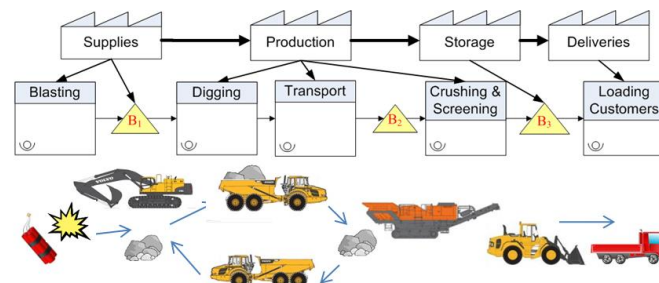 Supplies
Production
Storage
Deliveries
Blasting
Digging
Transport
Crushing &
Screening
Loading
Customers
B₁
B₂
B₃